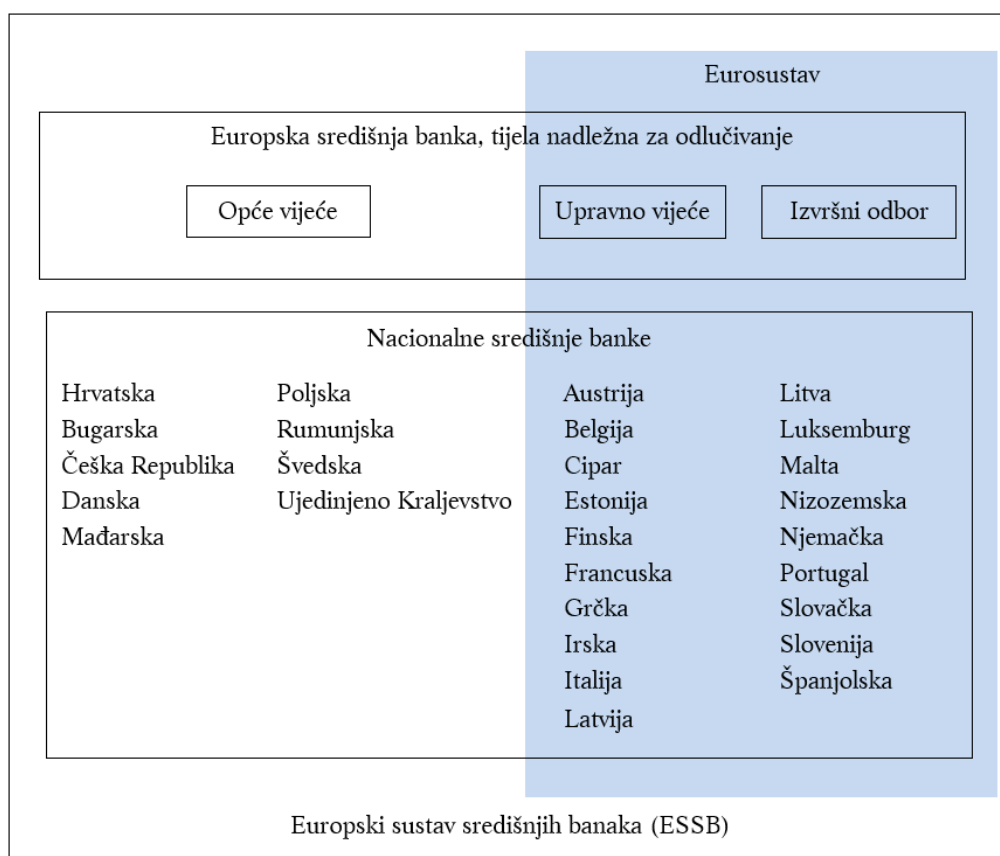 Eurosustav
Europska središnja banka, tijela nadležna za odlučivanje
Opće vijeće
Upravno vijeće
Izvršni odbor
Nacionalne središnje banke
Hrvatska
Bugarska
Češka Republika
Danska
Mađarska
Poljska
Rumunjska
Švedska
Ujedinjeno Kraljevstvo
Austrija
Belgija
Cipar
Estonija
Finska
Francuska
Grčka
Irska
Italija
Latvija
Litva
Luksemburg
Malta
Nizozemska
Njemačka
Portugal
Slovačka
Slovenija
Španjolska
Europski sustav središnjih banaka (ESSB)